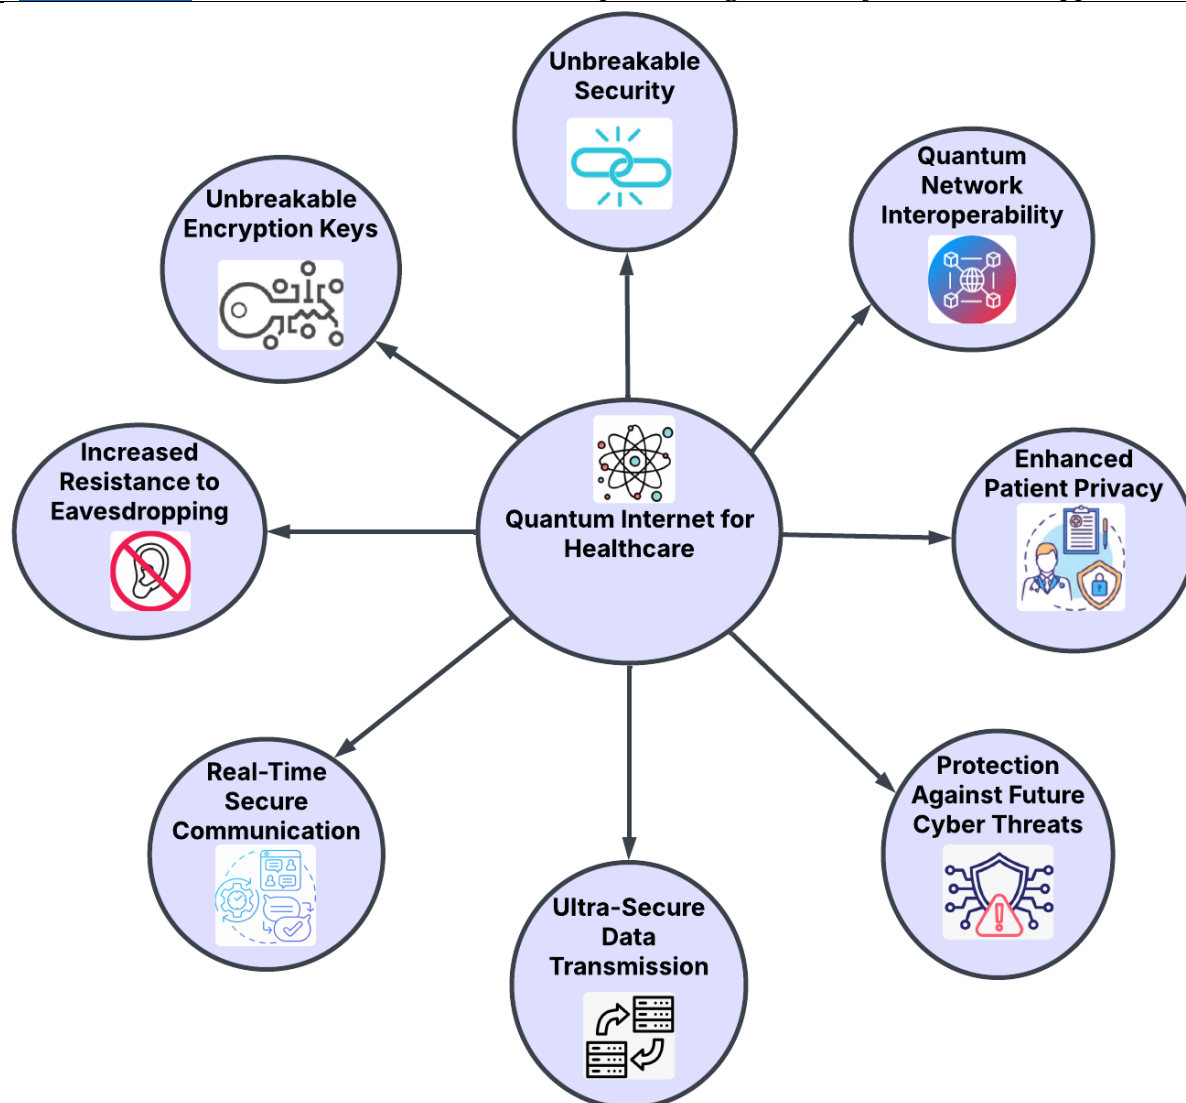 Unbreakable
Security
Quantum
Network
Interoperability
Unbreakable
Encryption Keys
Increased
Resistance to
Eavesdropping
Enhanced
Patient Privacy
Quantum Internet for
Healthcare
Real-Time
Secure
Communication
Protection
Against Future
Cyber Threats
Ultra-Secure
Data
Transmission